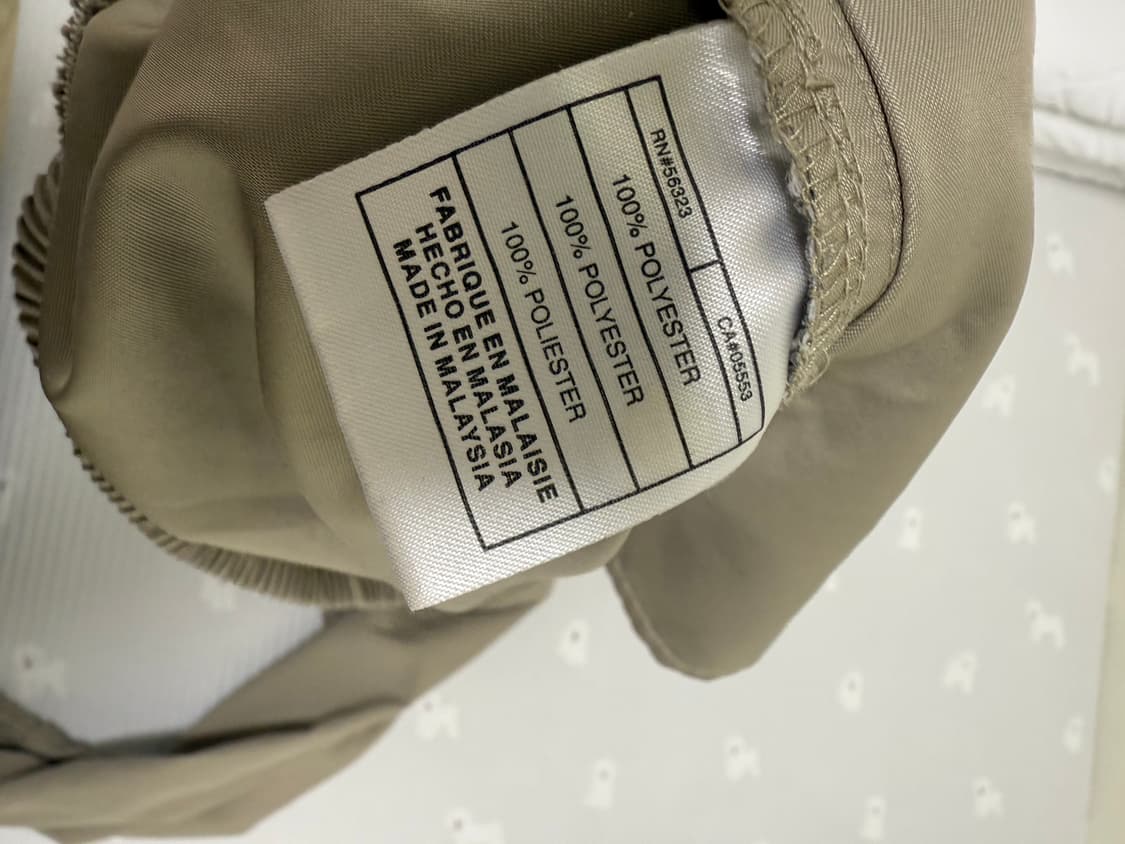 RN#56323 CA#05553
100% POLYESTER
100% POLYESTER
100% POLIESTER
FABRIQUE EN MALAISIE
HECHO EN MALASIA
MADE IN MALAYSIA